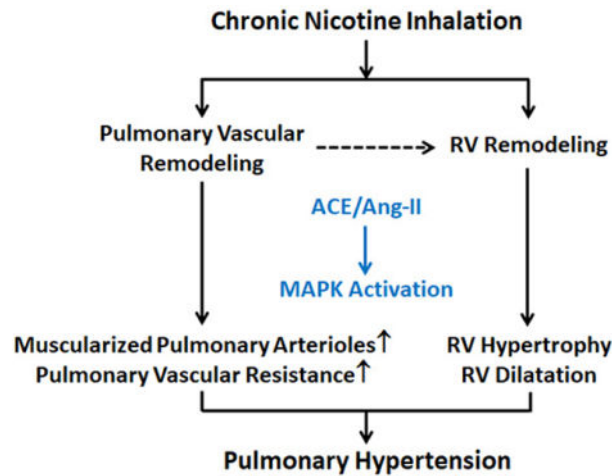 Chronic Nicotine Inhalation
Pulmonary Vascular
Remodeling
RV Remodeling
ACE/Ang-II
MAPK Activation
Muscularized Pulmonary Arterioles↑
Pulmonary Vascular Resistance↑
RV Hypertrophy
RV Dilatation
Pulmonary Hypertension